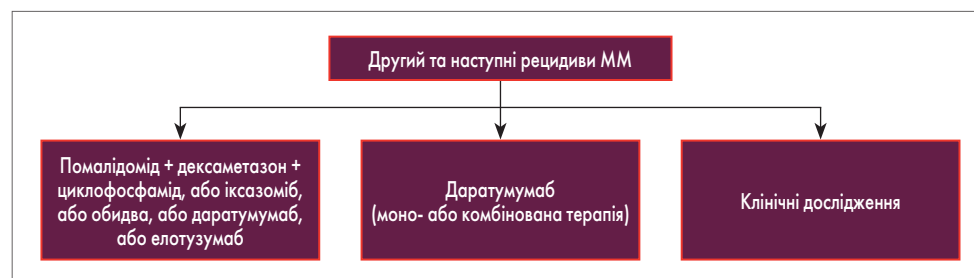 Другий та наступні рецидиви ММ
Помалідомід + дексаметазон +
циклофосфамід, або іксазоміб,
або обидва, або даратумумаб,
або елотузумаб
Даратумумаб
(моно- або комбінована терапія)
Клінічні дослідження